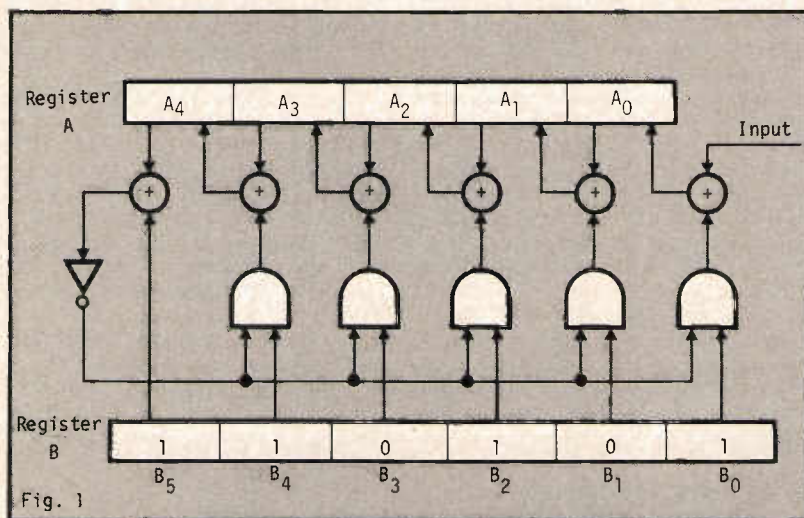 Register A
A4 A3 A2 A1 A0
Input
+ + + + + +
Register B
1 1 0 1 0 1
B5 B4 B3 B2 B1 B0
Fig. 1